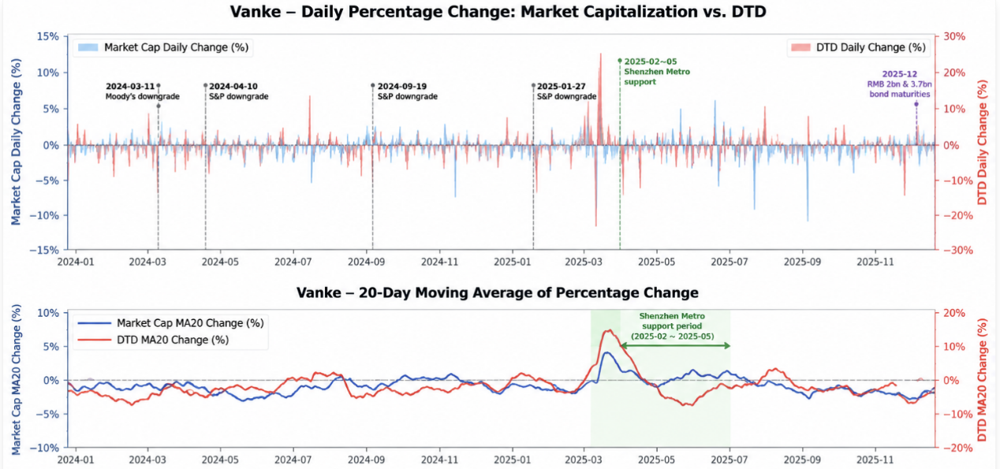 Vanke – Daily Percentage Change: Market Capitalization vs. DTD
Market Cap Daily Change (%)
15%
10%
5%
0%
−5%
−10%
−15%
Market Cap Daily Change (%)
DTD Daily Change (%)
2024-03-11
Moody's downgrade
2024-04-10
S&P downgrade
2024-09-19
S&P downgrade
2025-01-27
S&P downgrade
2025-02~05
Shenzhen Metro
support
2025-12
RMB 2bn & 3.7bn
bond maturities
30%
20%
10%
0%
−10%
−20%
−30%
DTD Daily Change (%)
2024-01 2024-03 2024-05 2024-07 2024-09 2024-11 2025-01 2025-03 2025-05 2025-07 2025-09 2025-11
Vanke – 20-Day Moving Average of Percentage Change
Market Cap MA20 Change (%)
10%
5%
0%
−5%
−10%
Market Cap MA20 Change (%)
DTD MA20 Change (%)
Shenzhen Metro
support period
(2025-02 ~ 2025-05)
20%
10%
0%
−10%
−20%
DTD MA20 Change (%)
2024-01 2024-03 2024-05 2024-07 2024-09 2024-11 2025-01 2025-03 2025-05 2025-07 2025-09 2025-11